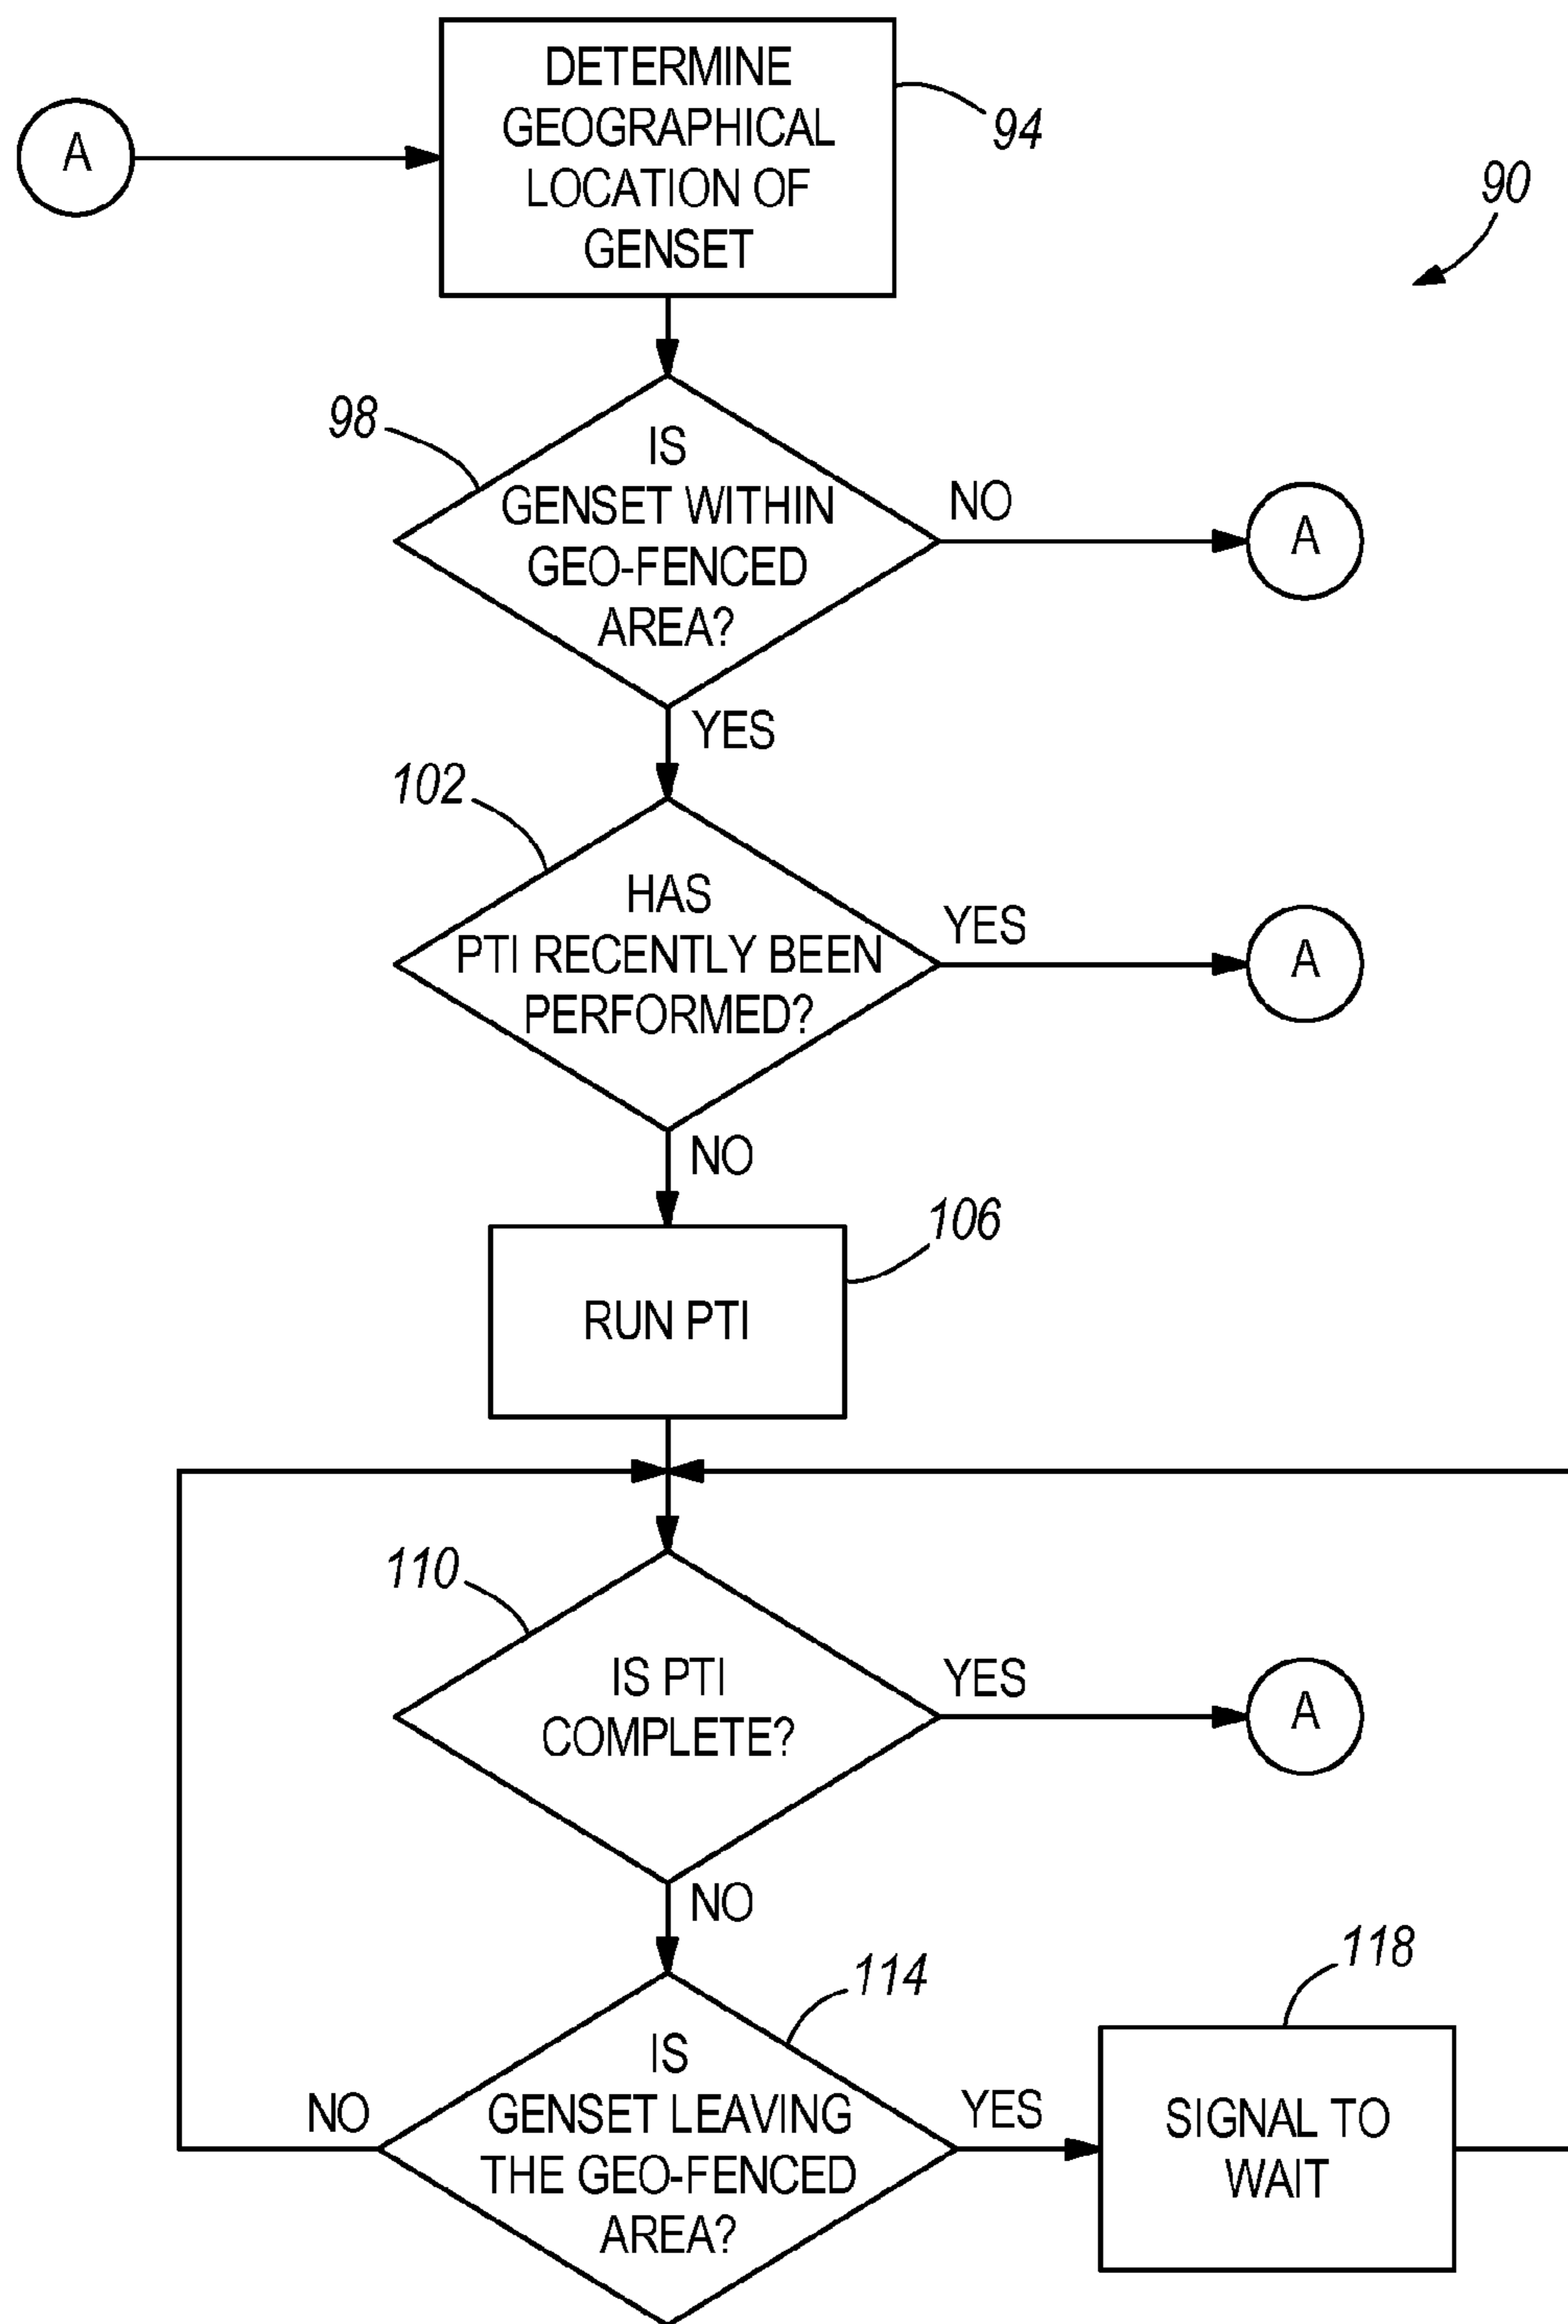 DETERMINE
GEOGRAPHICAL
LOCATION OF
GENSET
94
A
90
98
IS
GENSET WITHIN
GEO-FENCED
AREA?
NO
A
YES
102
HAS
PTI RECENTLY BEEN
PERFORMED?
YES
A
NO
106
RUN PTI
110
IS PTI
COMPLETE?
YES
A
NO
114
118
IS
GENSET LEAVING
THE GEO-FENCED
AREA?
NO
YES
SIGNAL TO
WAIT